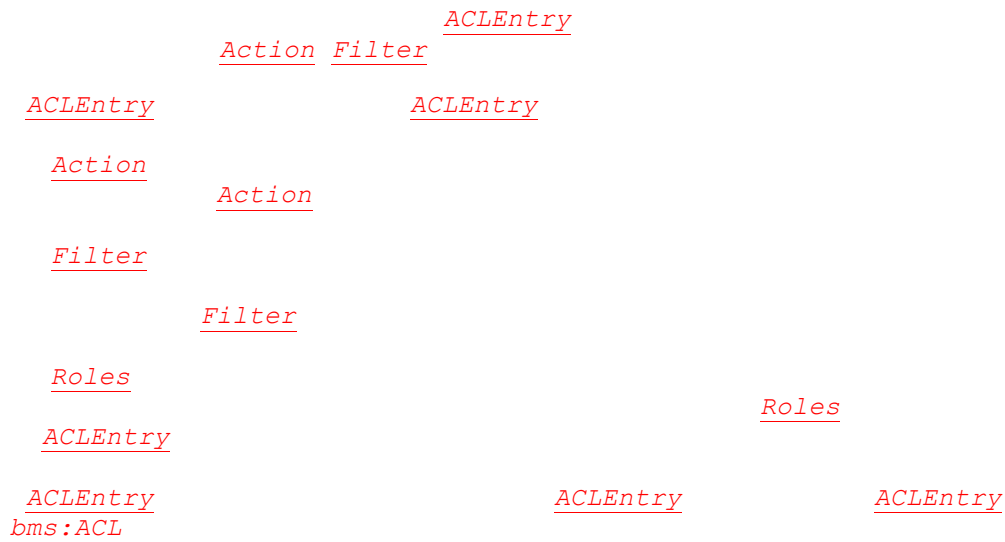 ACLEntry
Action Filter
ACLEntry ACLEntry
Action
Action
Filter
Filter
Roles
Roles
ACLEntry
ACLEntry ACLEntry ACLEntry
bms:ACL